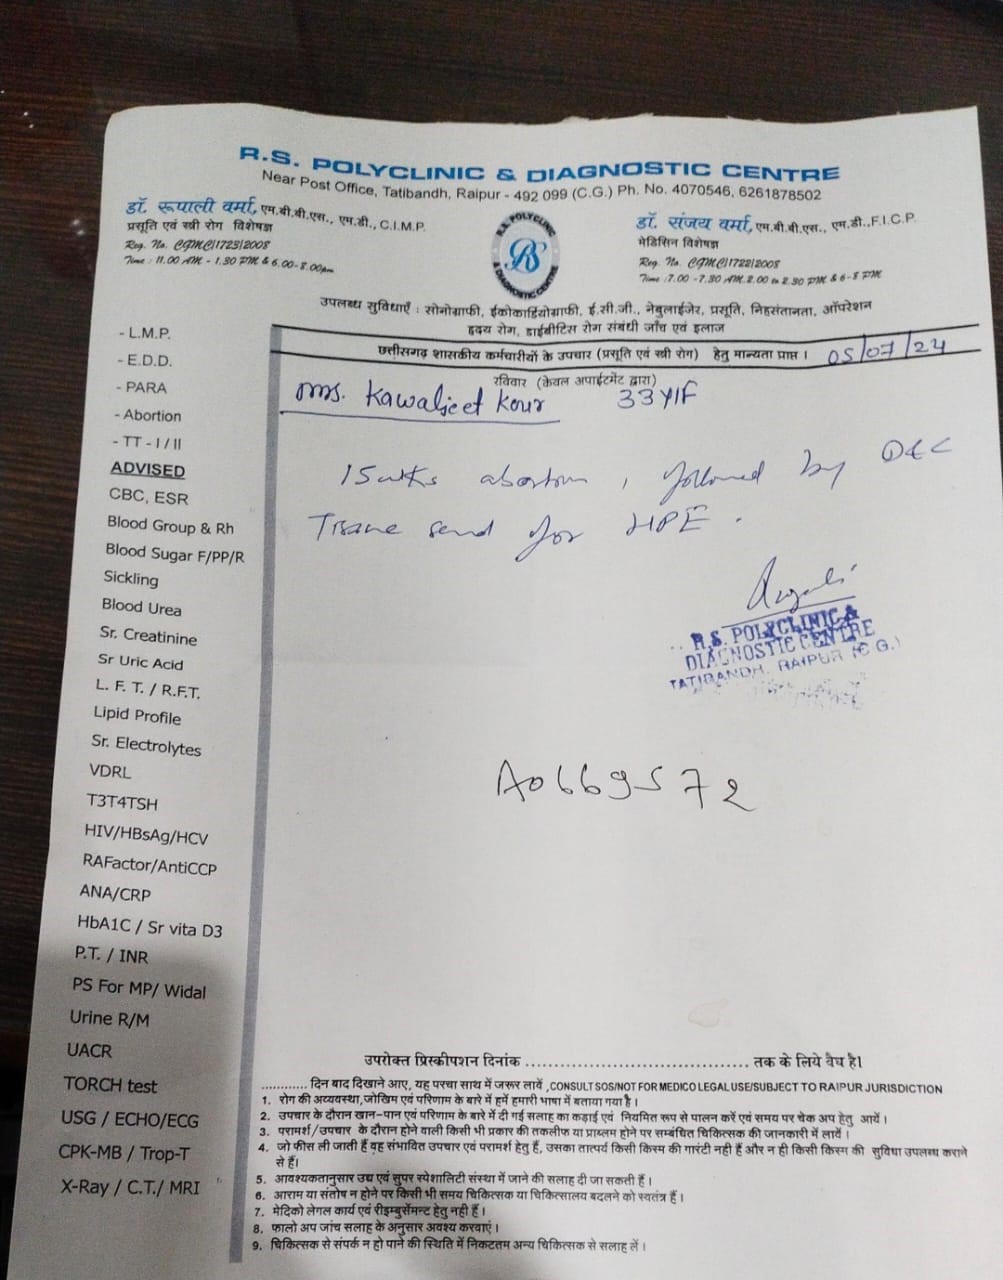 R.S. POLYCLINIC & DIAGNOSTIC CENTRE
Near Post Office, Tatibandh, Raipur - 492 099 (C.G.) Ph. No. 4070546, 6261878502
डॉ. रूपाली वर्मा, एम.बी.बी.एस., एम.डी., C.I.M.P.
प्रसूति एवं स्त्री रोग विशेषज्ञ
Reg. No. CGMC/1723/2008
Time : 11.00 AM - 1.30 PM & 6.00-8.00pm
R.S. POLYCLINIC
RS
& DIAGNOSTIC CENTRE
डॉ. संजय वर्मा, एम.बी.बी.एस., एम.डी.,F.I.C.P.
मेडिसिन विशेषज्ञ
Reg. No. CGMC/1722/2008
Time :7.00 -7.30 AM, 2.00 to 2.30 PM & 6-8 PM
उपलब्ध सुविधाएँ : सोनोग्राफी, ईकोकार्डियोग्राफी, ई.सी.जी., नेबुलाईजेर, प्रसूति, निहसंतानता, ऑपरेशन
हृदय रोग, डाईबीटिस रोग संबंधी जाँच एवं इलाज
छत्तीसगढ़ शासकीय कर्मचारीयों के उपचार (प्रसूति एवं स्त्री रोग) हेतु मान्यता प्राप्त । 05/07/24
रविवार (केवल अपाईटमेंट द्वारा)
Ms. Kawaljeet Kour 33Y/F
15wks abortion, followed by D&C
Tissue send for HPE.
R.S. POLYCLINIC &
DIAGNOSTIC CENTRE
TATIBANDH, RAIPUR (C.G.)
A0669572
- L.M.P.
- E.D.D.
- PARA
- Abortion
- TT - I / II
ADVISED
CBC, ESR
Blood Group & Rh
Blood Sugar F/PP/R
Sickling
Blood Urea
Sr. Creatinine
Sr Uric Acid
L. F. T. / R.F.T.
Lipid Profile
Sr. Electrolytes
VDRL
T3T4TSH
HIV/HBsAg/HCV
RAFactor/AntiCCP
ANA/CRP
HbA1C / Sr vita D3
P.T. / INR
PS For MP/ Widal
Urine R/M
UACR
TORCH test
USG / ECHO/ECG
CPK-MB / Trop-T
X-Ray / C.T./ MRI
उपरोक्त प्रिस्कीपशन दिनांक ........................................ तक के लिये वैघ है।
............ दिन बाद दिखाने आए, यह परचा साथ में जरूर लावें ,CONSULT SOS/NOT FOR MEDICO LEGAL USE/SUBJECT TO RAIPUR JURISDICTION
1. रोग की अव्यवस्था,जोखिम एवं परिणाम के बारे में हमें हमारी भाषा में बताया गया है ।
2. उपचार के दौरान खान-पान एवं परिणाम के बारे में दी गई सलाह का कड़ाई एवं नियमित रूप से पालन करें एवं समय पर चेक अप हेतु आयें ।
3. परामर्श/उपचार के दौरान होने वाली किसी भी प्रकार की तकलीफ या प्राब्लम होने पर सम्बंधित चिकित्सक की जानकारी में लावें ।
4. जो फीस ली जाती हैं वह संभावित उपचार एवं परामर्श हेतु हैं, उसका तात्पर्य किसी किस्म की गारंटी नही हैं और न ही किसी किस्म की सुविधा उपलब्ध कराने
से हैं।
5. आवश्यकतानुसार उच्च एवं सुपर स्पेशालिटी संस्था में जाने की सलाह दी जा सकती हैं ।
6. आराम या संतोष न होने पर किसी भी समय चिकित्सक या चिकित्सालय बदलने को स्वतंत्र हैं ।
7. मेदिको लेगल कार्य एवं रीइम्बुर्सेमन्ट हेतु नही हैं ।
8. फालो अप जांच सलाह के अनुसार अवश्य करवाएं ।
9. चिकित्सक से संपर्क न हो पाने की स्थिति में निकटतम अन्य चिकित्सक से सलाह लें ।